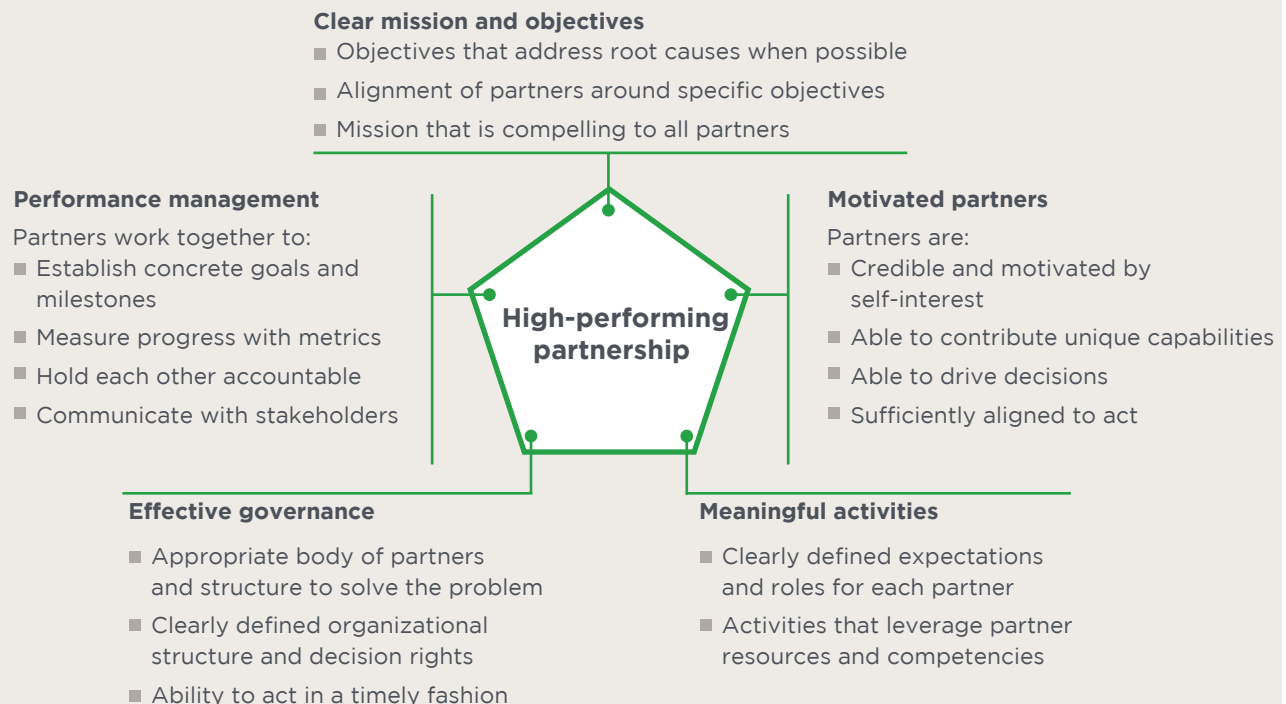 Clear mission and objectives
Objectives that address root causes when possible
Alignment of partners around specific objectives
Mission that is compelling to all partners
Performance management
Partners work together to:
Establish concrete goals and
milestones
Measure progress with metrics
Hold each other accountable
Communicate with stakeholders
High-performing
partnership
Motivated partners
Partners are:
Credible and motivated by
self-interest
Able to contribute unique capabilities
Able to drive decisions
Sufficiently aligned to act
Effective governance
Appropriate body of partners
and structure to solve the problem
Clearly defined organizational
structure and decision rights
Ability to act in a timely fashion
Meaningful activities
Clearly defined expectations
and roles for each partner
Activities that leverage partner
resources and competencies